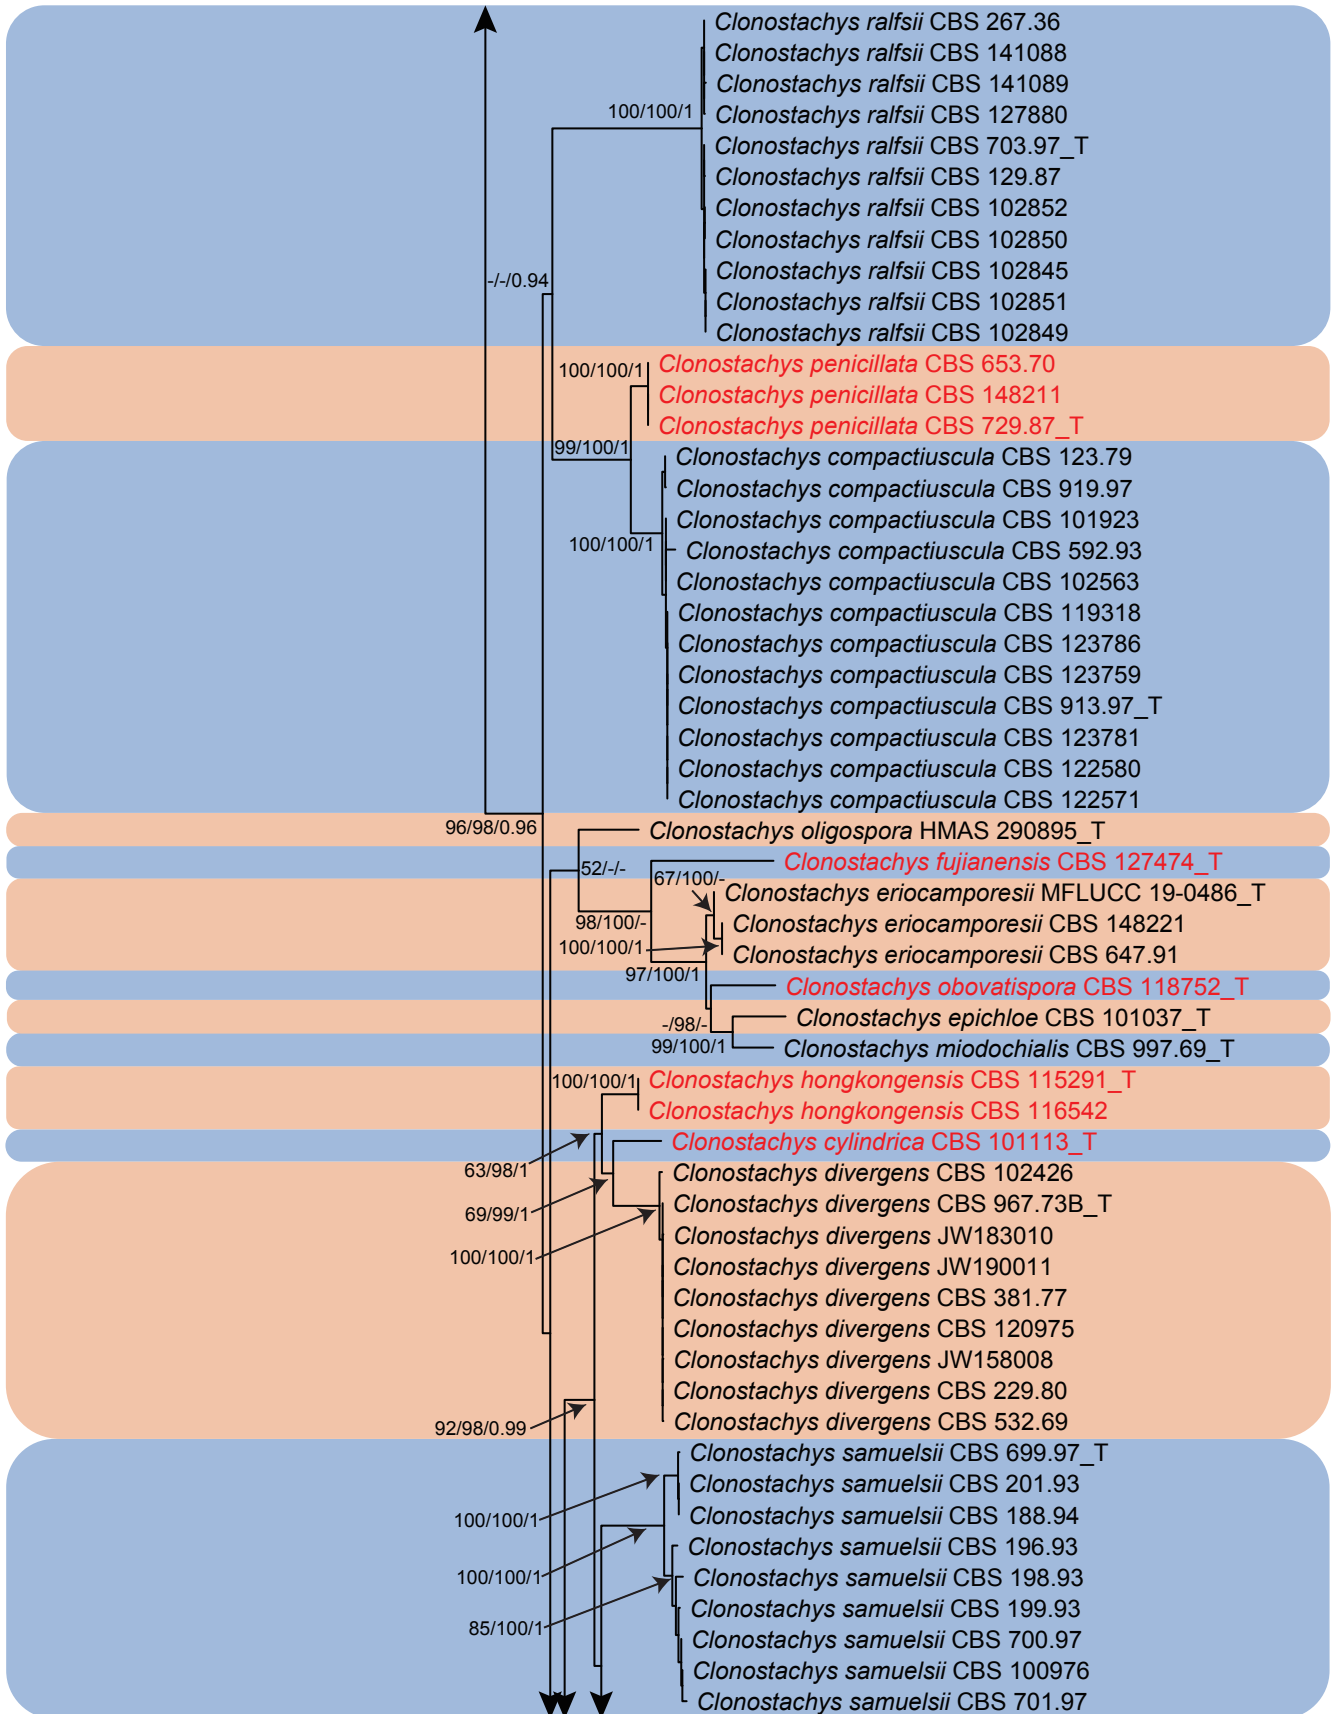 Clonostachys ralfsii CBS 267.36
Clonostachys ralfsii CBS 141088
Clonostachys ralfsii CBS 141089
100/100/1
Clonostachys ralfsii CBS 127880
Clonostachys ralfsii CBS 703.97_T
Clonostachys ralfsii CBS 129.87
Clonostachys ralfsii CBS 102852
Clonostachys ralfsii CBS 102850
Clonostachys ralfsii CBS 102845
-/-/0.94
Clonostachys ralfsii CBS 102851
Clonostachys ralfsii CBS 102849
100/100/1
Clonostachys penicillata CBS 653.70
Clonostachys penicillata CBS 148211
Clonostachys penicillata CBS 729.87_T
99/100/1
Clonostachys compactiuscula CBS 123.79
Clonostachys compactiuscula CBS 919.97
Clonostachys compactiuscula CBS 101923
100/100/1
Clonostachys compactiuscula CBS 592.93
Clonostachys compactiuscula CBS 102563
Clonostachys compactiuscula CBS 119318
Clonostachys compactiuscula CBS 123786
Clonostachys compactiuscula CBS 123759
Clonostachys compactiuscula CBS 913.97_T
Clonostachys compactiuscula CBS 123781
Clonostachys compactiuscula CBS 122580
Clonostachys compactiuscula CBS 122571
96/98/0.96
Clonostachys oligospora HMAS 290895_T
52/-/-
Clonostachys fujianensis CBS 127474_T
67/100/-
Clonostachys eriocamporesii MFLUCC 19-0486_T
98/100/-
Clonostachys eriocamporesii CBS 148221
100/100/1
Clonostachys eriocamporesii CBS 647.91
97/100/1
Clonostachys obovatispora CBS 118752_T
-/98/-
Clonostachys epichloe CBS 101037_T
99/100/1
Clonostachys miodochialis CBS 997.69_T
100/100/1
Clonostachys hongkongensis CBS 115291_T
Clonostachys hongkongensis CBS 116542
Clonostachys cylindrica CBS 101113_T
63/98/1
Clonostachys divergens CBS 102426
69/99/1
Clonostachys divergens CBS 967.73B_T
Clonostachys divergens JW183010
100/100/1
Clonostachys divergens JW190011
Clonostachys divergens CBS 381.77
Clonostachys divergens CBS 120975
Clonostachys divergens JW158008
Clonostachys divergens CBS 229.80
92/98/0.99
Clonostachys divergens CBS 532.69
Clonostachys samuelsii CBS 699.97_T
Clonostachys samuelsii CBS 201.93
100/100/1
Clonostachys samuelsii CBS 188.94
Clonostachys samuelsii CBS 196.93
100/100/1
Clonostachys samuelsii CBS 198.93
Clonostachys samuelsii CBS 199.93
85/100/1
Clonostachys samuelsii CBS 700.97
Clonostachys samuelsii CBS 100976
Clonostachys samuelsii CBS 701.97